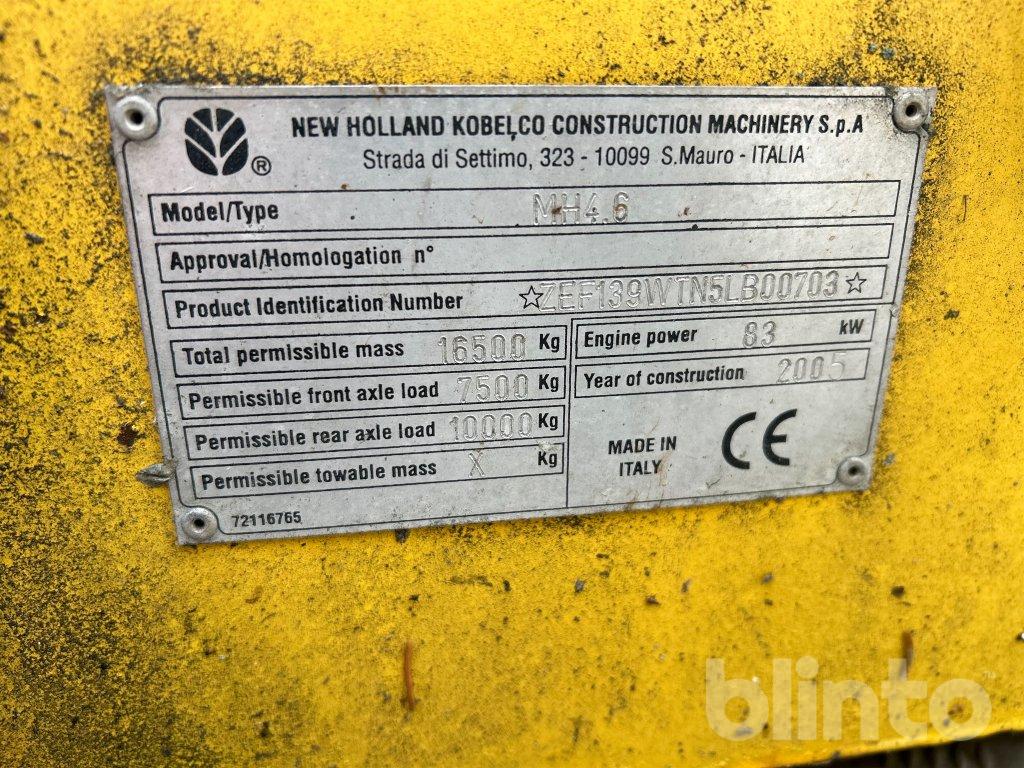 NEW HOLLAND KOBELCO CONSTRUCTION MACHINERY S.p.A
Strada di Settimo, 323 - 10099 S.Mauro - ITALIA
®
Model/Type MH4.6
Approval/Homologation n°
Product Identification Number ☆ZEF139WTN5LB00703☆
Total permissible mass 16500 Kg
Permissible front axle load 7500 Kg
Permissible rear axle load 10000 Kg
Permissible towable mass X Kg
Engine power 83 kW
Year of construction 2005
MADE IN
ITALY
CE
72116765
blinto